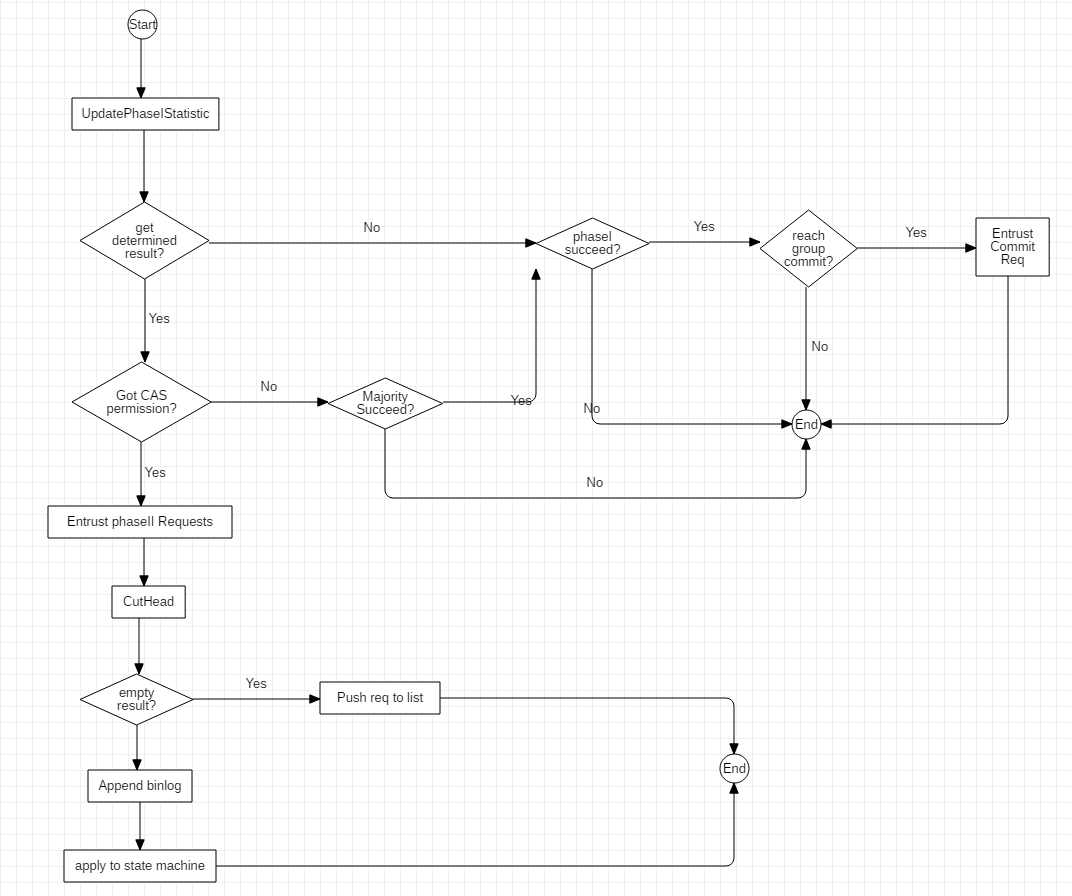 Start
UpdatePhaseIStatistic
get
determined
result?
No
phaseI
succeed?
Yes
reach
group
commit?
Yes
Entrust
Commit
Req
Yes
No
Got CAS
permission?
No
Majority
Succeed?
Yes
No
End
Yes
No
Entrust phaseII Requests
CutHead
empty
result?
Yes
Push req to list
End
Append binlog
apply to state machine